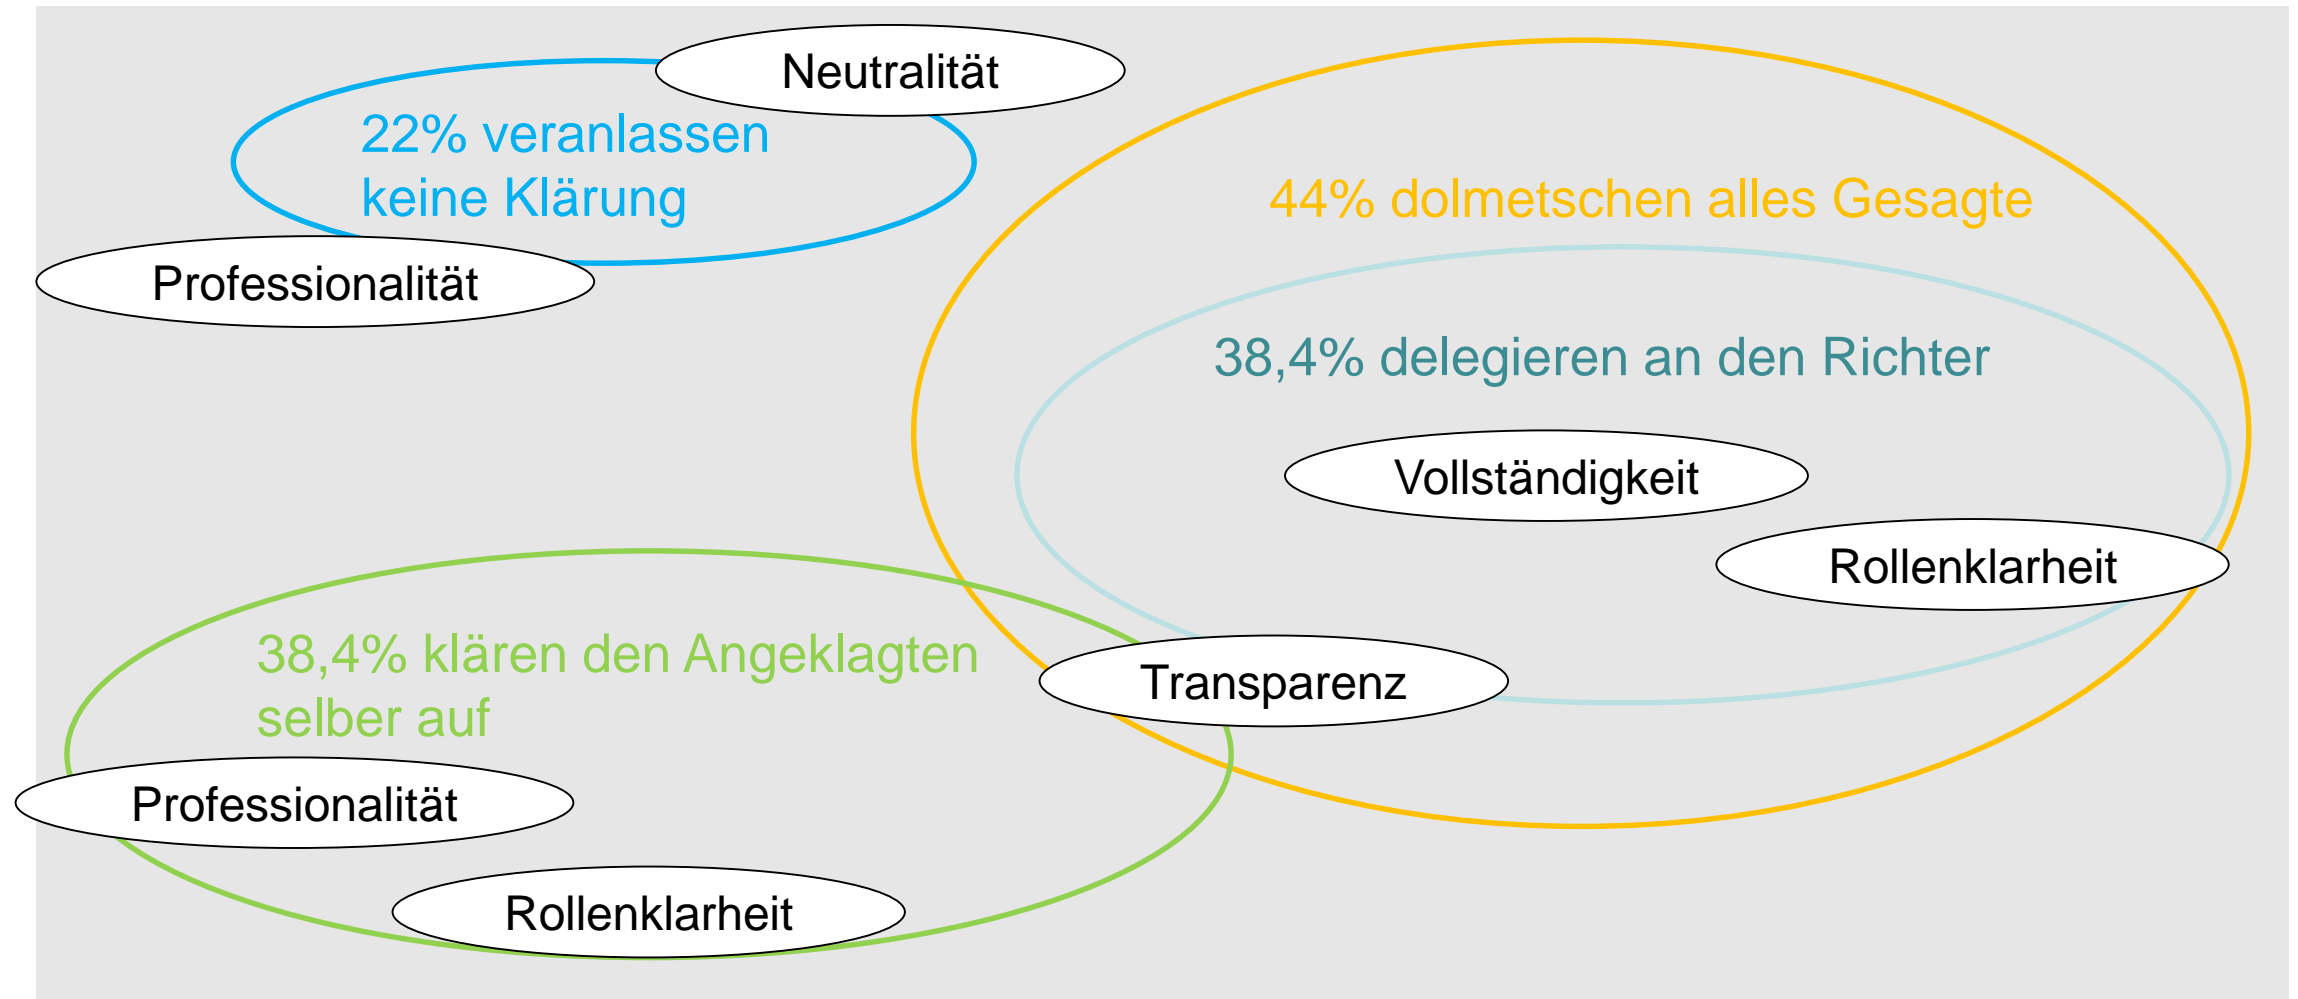 Neutralität
22% veranlassen
keine Klärung
Professionalität
44% dolmetschen alles Gesagte
38,4% delegieren an den Richter
Vollständigkeit
Rollenklarheit
Transparenz
38,4% klären den Angeklagten
selber auf
Professionalität
Rollenklarheit